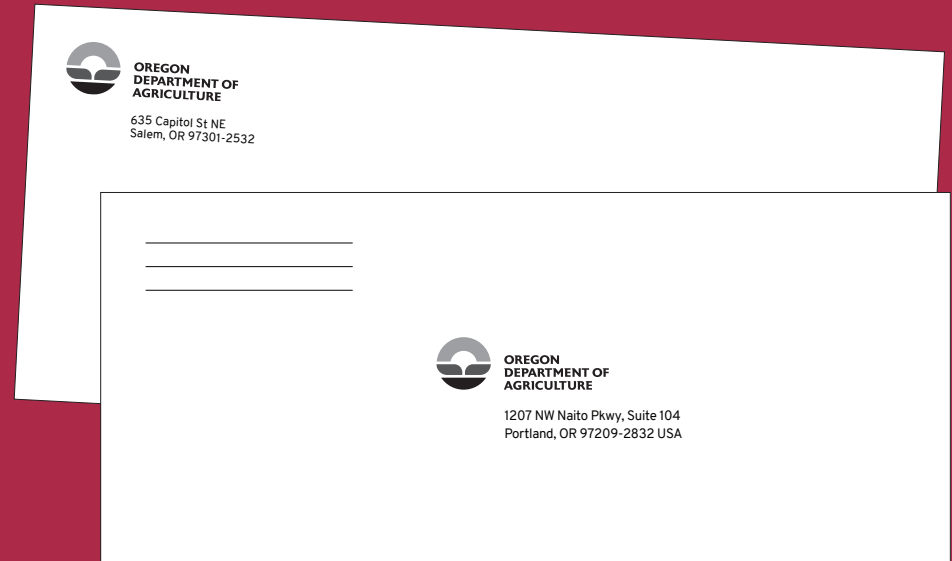 OREGON
DEPARTMENT OF
AGRICULTURE
635 Capitol St NE
Salem, OR 97301-2532
OREGON
DEPARTMENT OF
AGRICULTURE
1207 NW Naito Pkwy, Suite 104
Portland, OR 97209-2832 USA